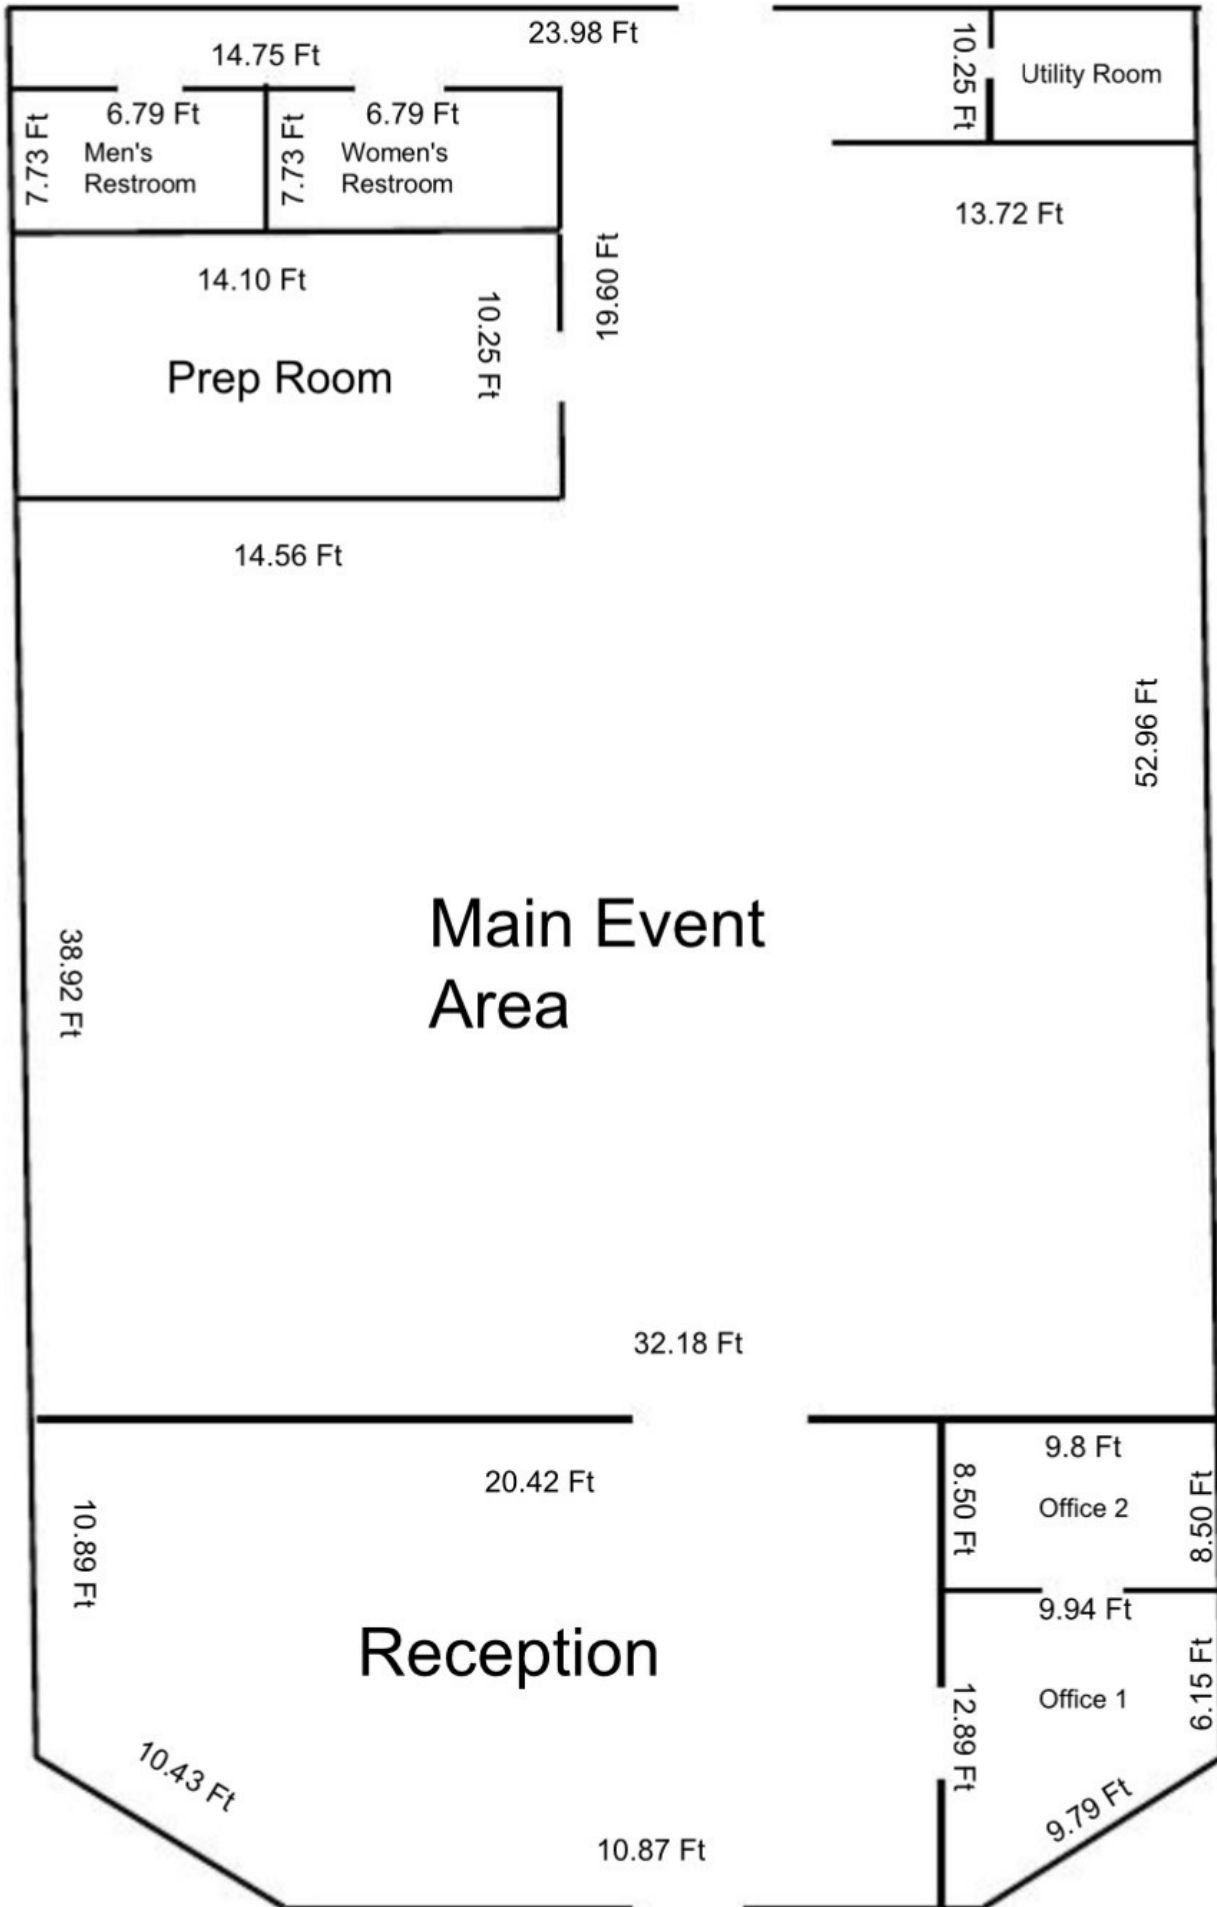 23.98 Ft
14.75 Ft
10.25 Ft
Utility Room
6.79 Ft
6.79 Ft
7.73 Ft
Men's
Restroom
7.73 Ft
Women's
Restroom
13.72 Ft
14.10 Ft
19.60 Ft
10.25 Ft
Prep Room
14.56 Ft
52.96 Ft
Main Event
Area
38.92 Ft
32.18 Ft
20.42 Ft
9.8 Ft
8.50 Ft
Office 2
8.50 Ft
10.89 Ft
9.94 Ft
Reception
12.89 Ft
Office 1
6.15 Ft
10.43 Ft
9.79 Ft
10.87 Ft